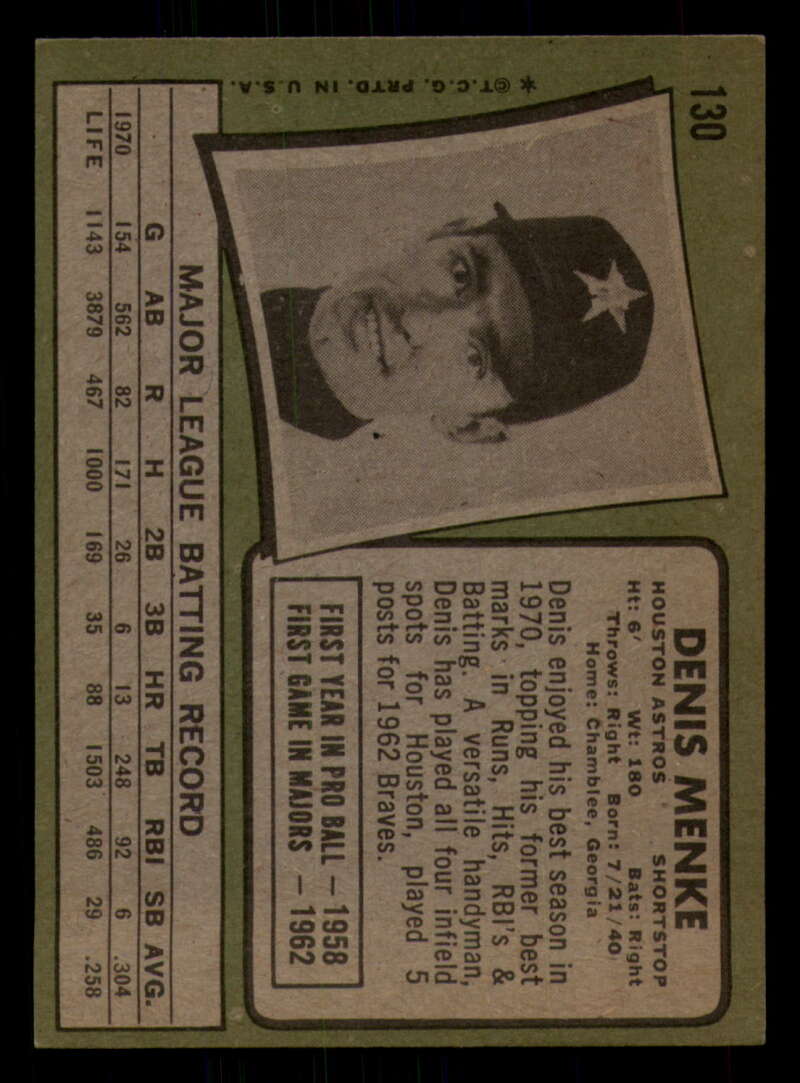 130
*©T.C.G. PRTD. IN U.S.A.
DENIS MENKE
HOUSTON ASTROS SHORTSTOP
Ht: 6' Wt: 180 Bats: Right
Throws: Right Born: 7/21/40
Home: Chamblee, Georgia
Denis enjoyed his best season in
1970, topping his former best
marks in Runs, Hits, RBI's &
Batting. A versatile handyman,
Denis has played all four infield
spots for Houston, played 5
posts for 1962 Braves.
FIRST YEAR IN PRO BALL — 1958
FIRST GAME IN MAJORS — 1962
MAJOR LEAGUE BATTING RECORD
G AB R H 2B 3B HR TB RBI SB AVG.
1970 154 562 82 171 26 6 13 248 92 6 .304
LIFE 1143 3879 467 1000 169 35 88 1503 486 29 .258